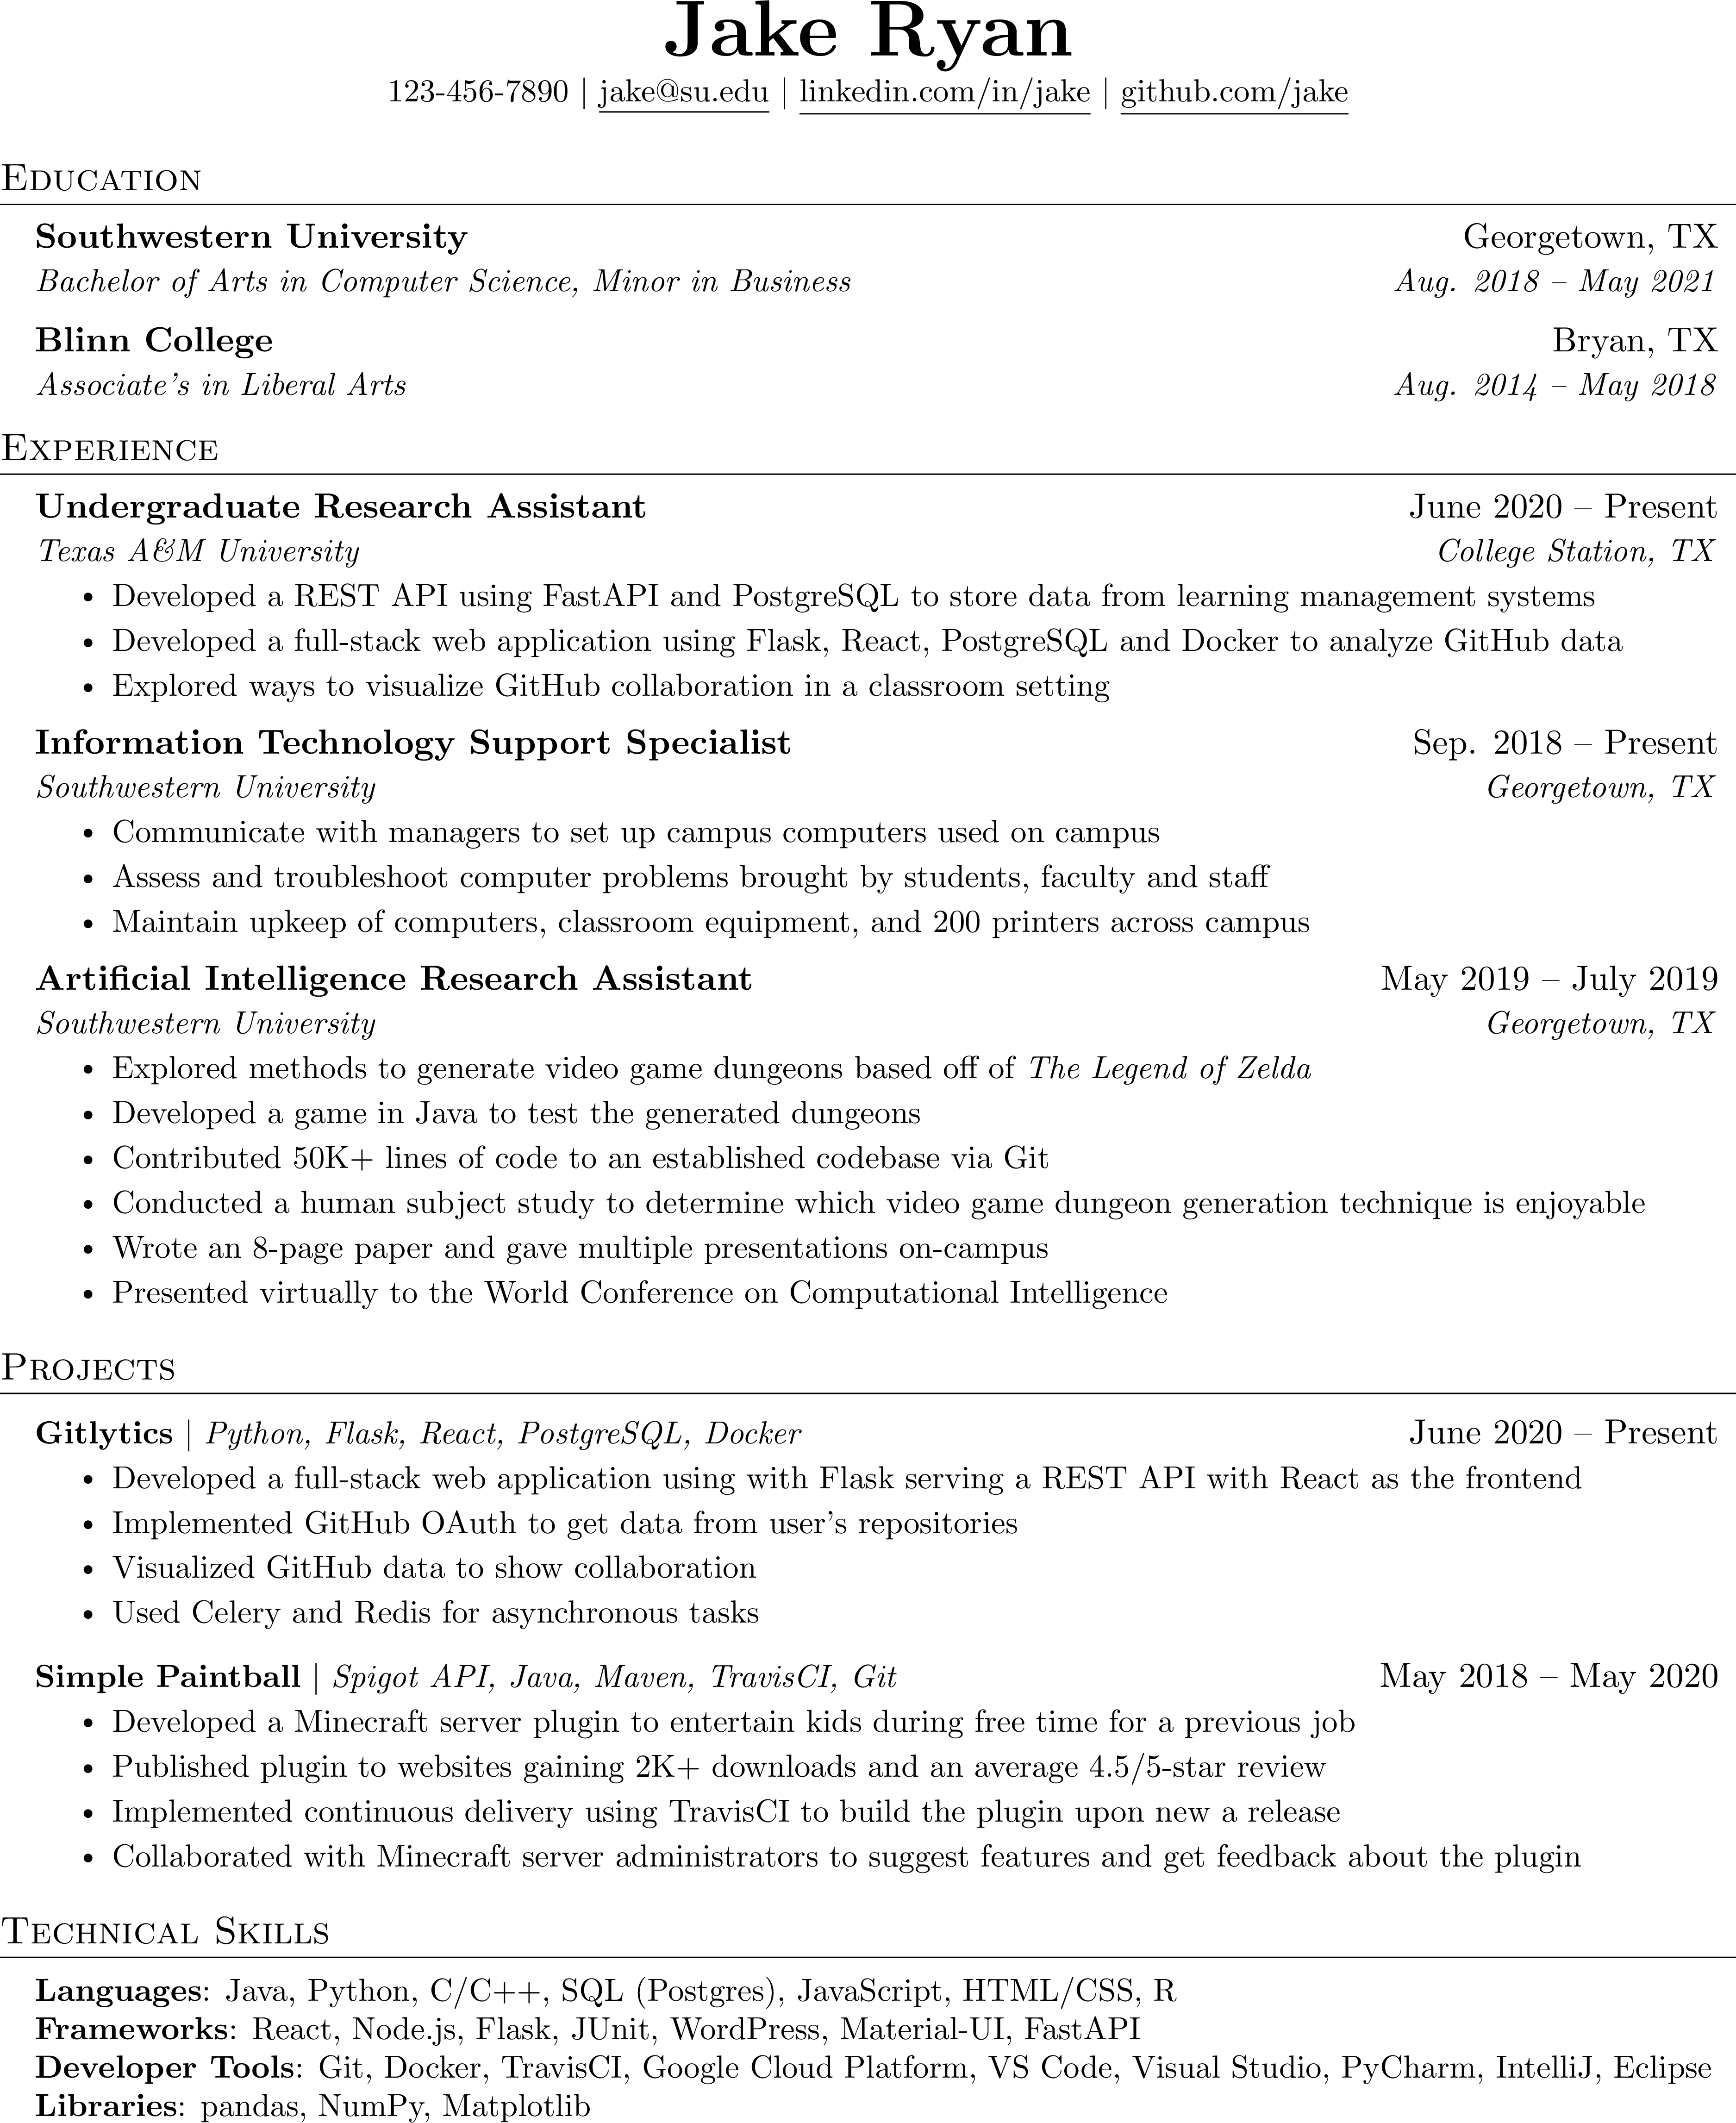 Jake Ryan
123-456-7890 | jake@su.edu | linkedin.com/in/jake | github.com/jake
Education
Southwestern University Georgetown, TX
Bachelor of Arts in Computer Science, Minor in Business Aug. 2018 – May 2021
Blinn College Bryan, TX
Associate's in Liberal Arts Aug. 2014 – May 2018
Experience
Undergraduate Research Assistant June 2020 – Present
Texas A&M University College Station, TX
• Developed a REST API using FastAPI and PostgreSQL to store data from learning management systems
• Developed a full-stack web application using Flask, React, PostgreSQL and Docker to analyze GitHub data
• Explored ways to visualize GitHub collaboration in a classroom setting
Information Technology Support Specialist Sep. 2018 – Present
Southwestern University Georgetown, TX
• Communicate with managers to set up campus computers used on campus
• Assess and troubleshoot computer problems brought by students, faculty and staff
• Maintain upkeep of computers, classroom equipment, and 200 printers across campus
Artificial Intelligence Research Assistant May 2019 – July 2019
Southwestern University Georgetown, TX
• Explored methods to generate video game dungeons based off of The Legend of Zelda
• Developed a game in Java to test the generated dungeons
• Contributed 50K+ lines of code to an established codebase via Git
• Conducted a human subject study to determine which video game dungeon generation technique is enjoyable
• Wrote an 8-page paper and gave multiple presentations on-campus
• Presented virtually to the World Conference on Computational Intelligence
Projects
Gitlytics | Python, Flask, React, PostgreSQL, Docker June 2020 – Present
• Developed a full-stack web application using with Flask serving a REST API with React as the frontend
• Implemented GitHub OAuth to get data from user's repositories
• Visualized GitHub data to show collaboration
• Used Celery and Redis for asynchronous tasks
Simple Paintball | Spigot API, Java, Maven, TravisCI, Git May 2018 – May 2020
• Developed a Minecraft server plugin to entertain kids during free time for a previous job
• Published plugin to websites gaining 2K+ downloads and an average 4.5/5-star review
• Implemented continuous delivery using TravisCI to build the plugin upon new a release
• Collaborated with Minecraft server administrators to suggest features and get feedback about the plugin
Technical Skills
Languages: Java, Python, C/C++, SQL (Postgres), JavaScript, HTML/CSS, R
Frameworks: React, Node.js, Flask, JUnit, WordPress, Material-UI, FastAPI
Developer Tools: Git, Docker, TravisCI, Google Cloud Platform, VS Code, Visual Studio, PyCharm, IntelliJ, Eclipse
Libraries: pandas, NumPy, Matplotlib